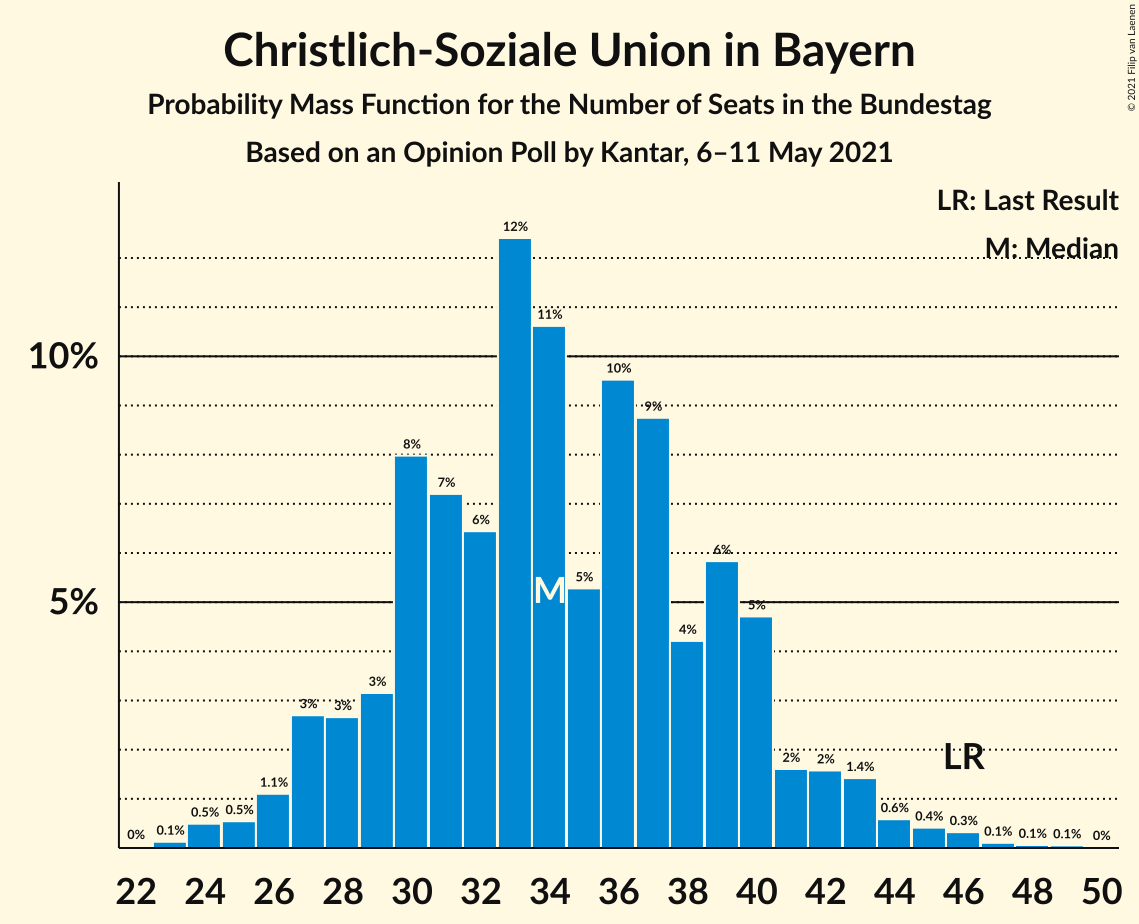 Christlich-Soziale Union in Bayern
Probability Mass Function for the Number of Seats in the Bundestag
Based on an Opinion Poll by Kantar, 6–11 May 2021
© 2021 Filip van Laenen
LR: Last Result
M: Median
10%
5%
0% 0.1% 0.5% 0.5% 1.1% 3% 3% 3% 8% 7% 6% 12% 11% 5% 10% 9% 4% 6% 5% 2% 2% 1.4% 0.6% 0.4% 0.3% 0.1% 0.1% 0.1% 0%
M
LR
22 24 26 28 30 32 34 36 38 40 42 44 46 48 50